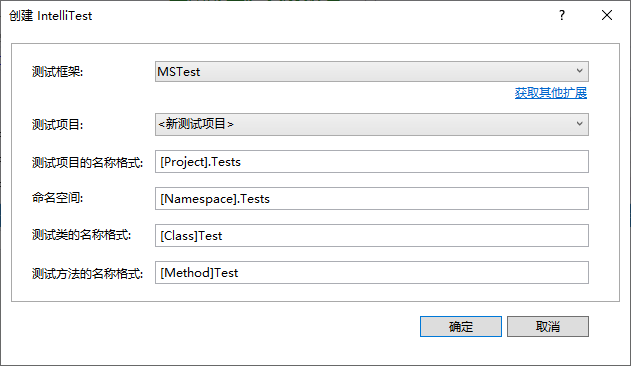 创建 IntelliTest ?
测试框架: MSTest
获取其他扩展
测试项目: <新测试项目>
测试项目的名称格式: [Project].Tests
命名空间: [Namespace].Tests
测试类的名称格式: [Class]Test
测试方法的名称格式: [Method]Test
确定 取消